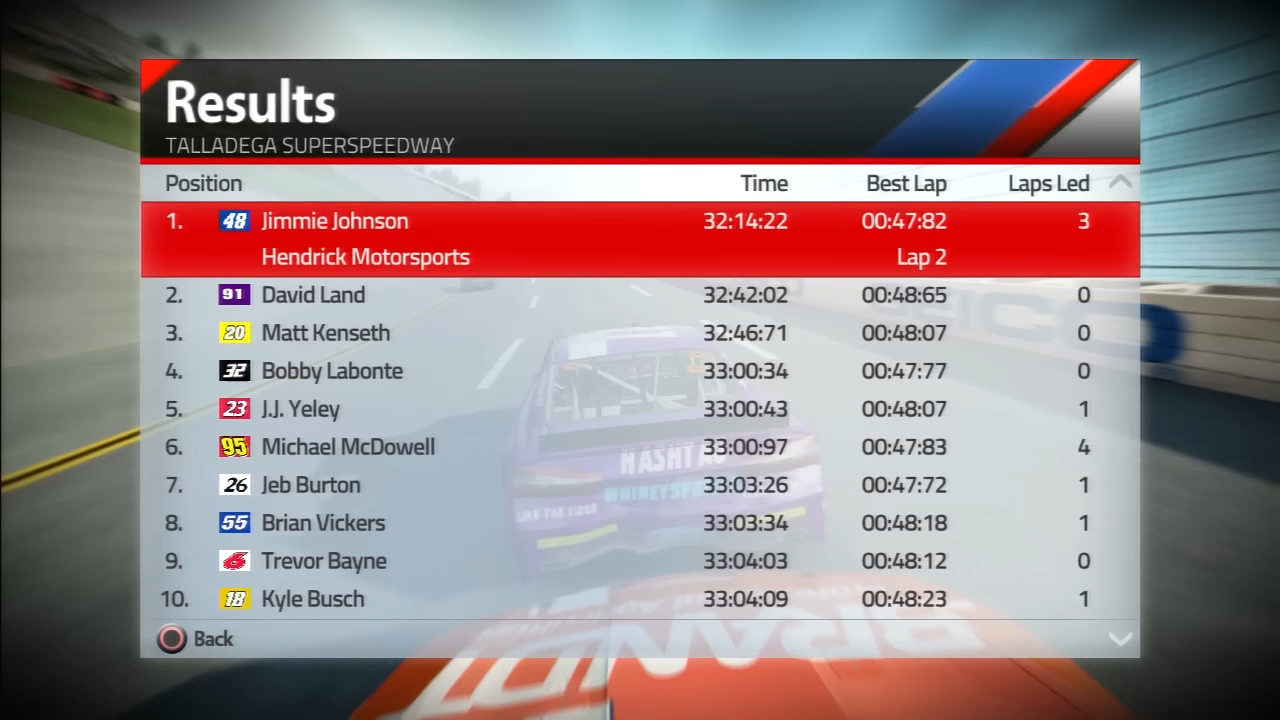 Results
TALLADEGA SUPERSPEEDWAY
Position Time Best Lap Laps Led
1. 48 Jimmie Johnson 32:14:22 00:47:82 3
Hendrick Motorsports Lap 2
2. 91 David Land 32:42:02 00:48:65 0
3. 20 Matt Kenseth 32:46:71 00:48:07 0
4. 32 Bobby Labonte 33:00:34 00:47:77 0
5. 23 J.J. Yeley 33:00:43 00:48:07 1
6. 95 Michael McDowell 33:00:97 00:47:83 4
7. 26 Jeb Burton 33:03:26 00:47:72 1
8. 55 Brian Vickers 33:03:34 00:48:18 1
9. 6 Trevor Bayne 33:04:03 00:48:12 0
10. 18 Kyle Busch 33:04:09 00:48:23 1
Back
GEICO